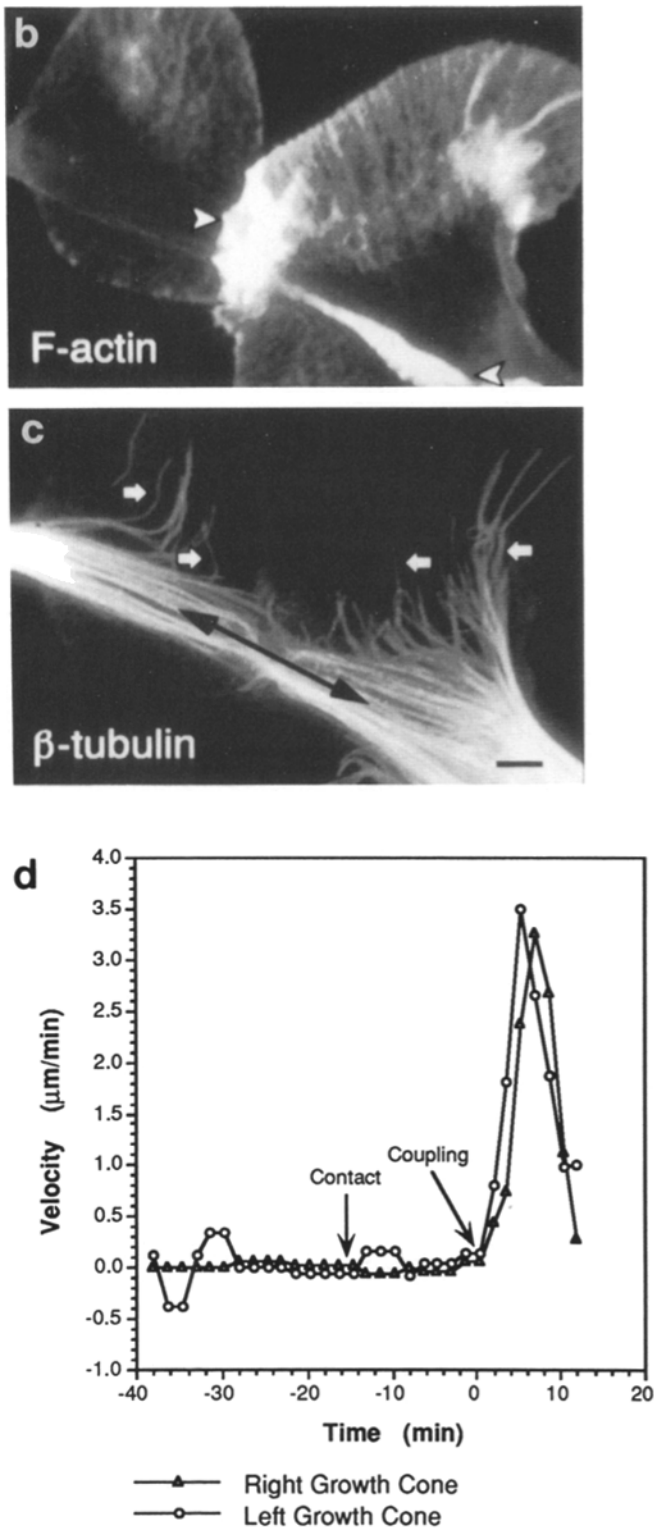 b
F-actin
c
β-tubulin
d
4.0
3.5
3.0
2.5
2.0
1.5
1.0
0.5
0.0
-0.5
-1.0
Velocity (μm/min)
Contact
Coupling
-40 -30 -20 -10 0 10 20
Time (min)
Right Growth Cone
Left Growth Cone